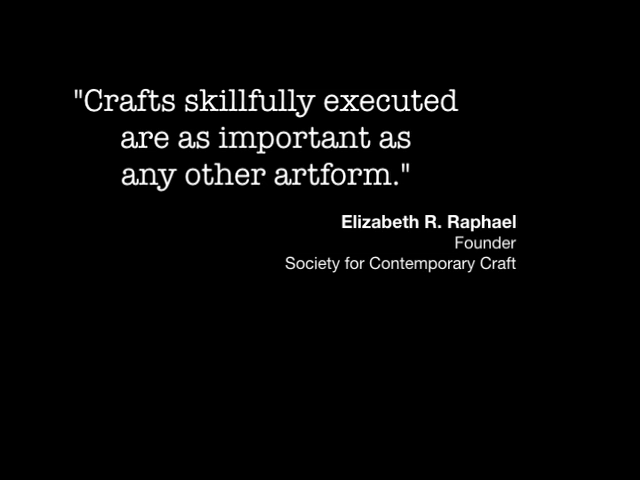 "Crafts skillfully executed
are as important as
any other artform."
Elizabeth R. Raphael
Founder
Society for Contemporary Craft